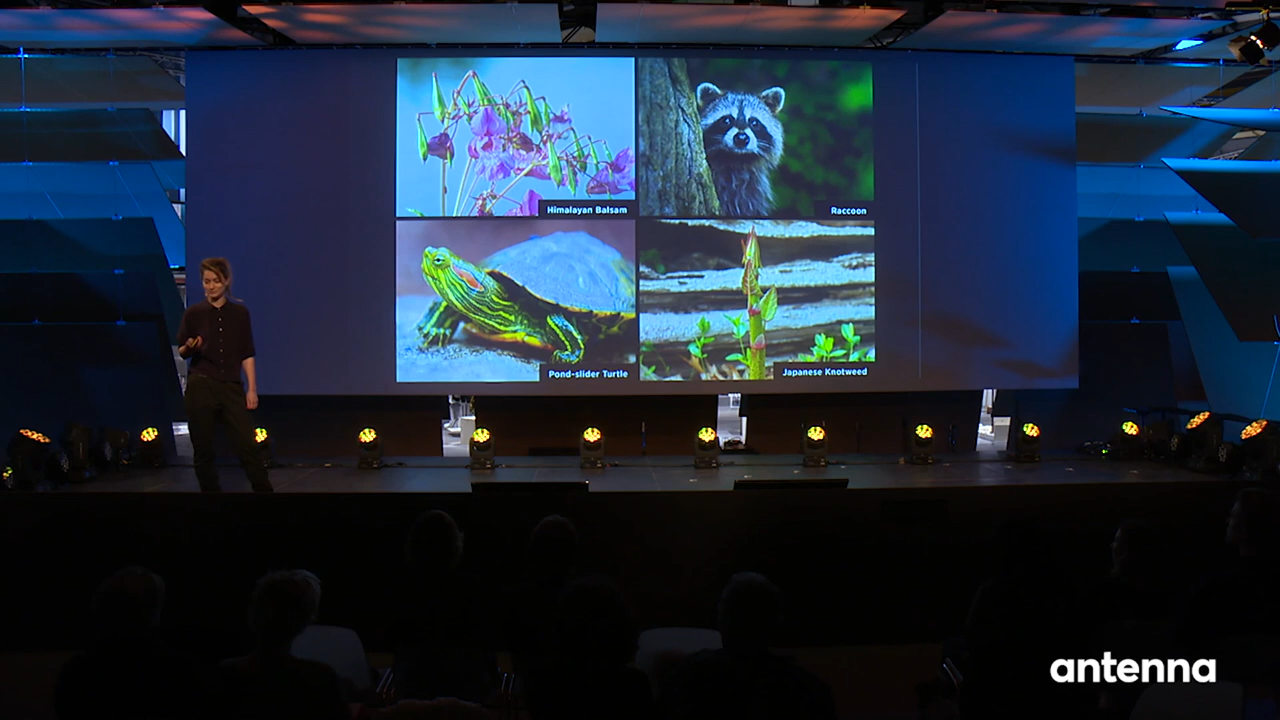 Himalayan Balsam
Raccoon
Pond-slider Turtle
Japanese Knotweed
antenna